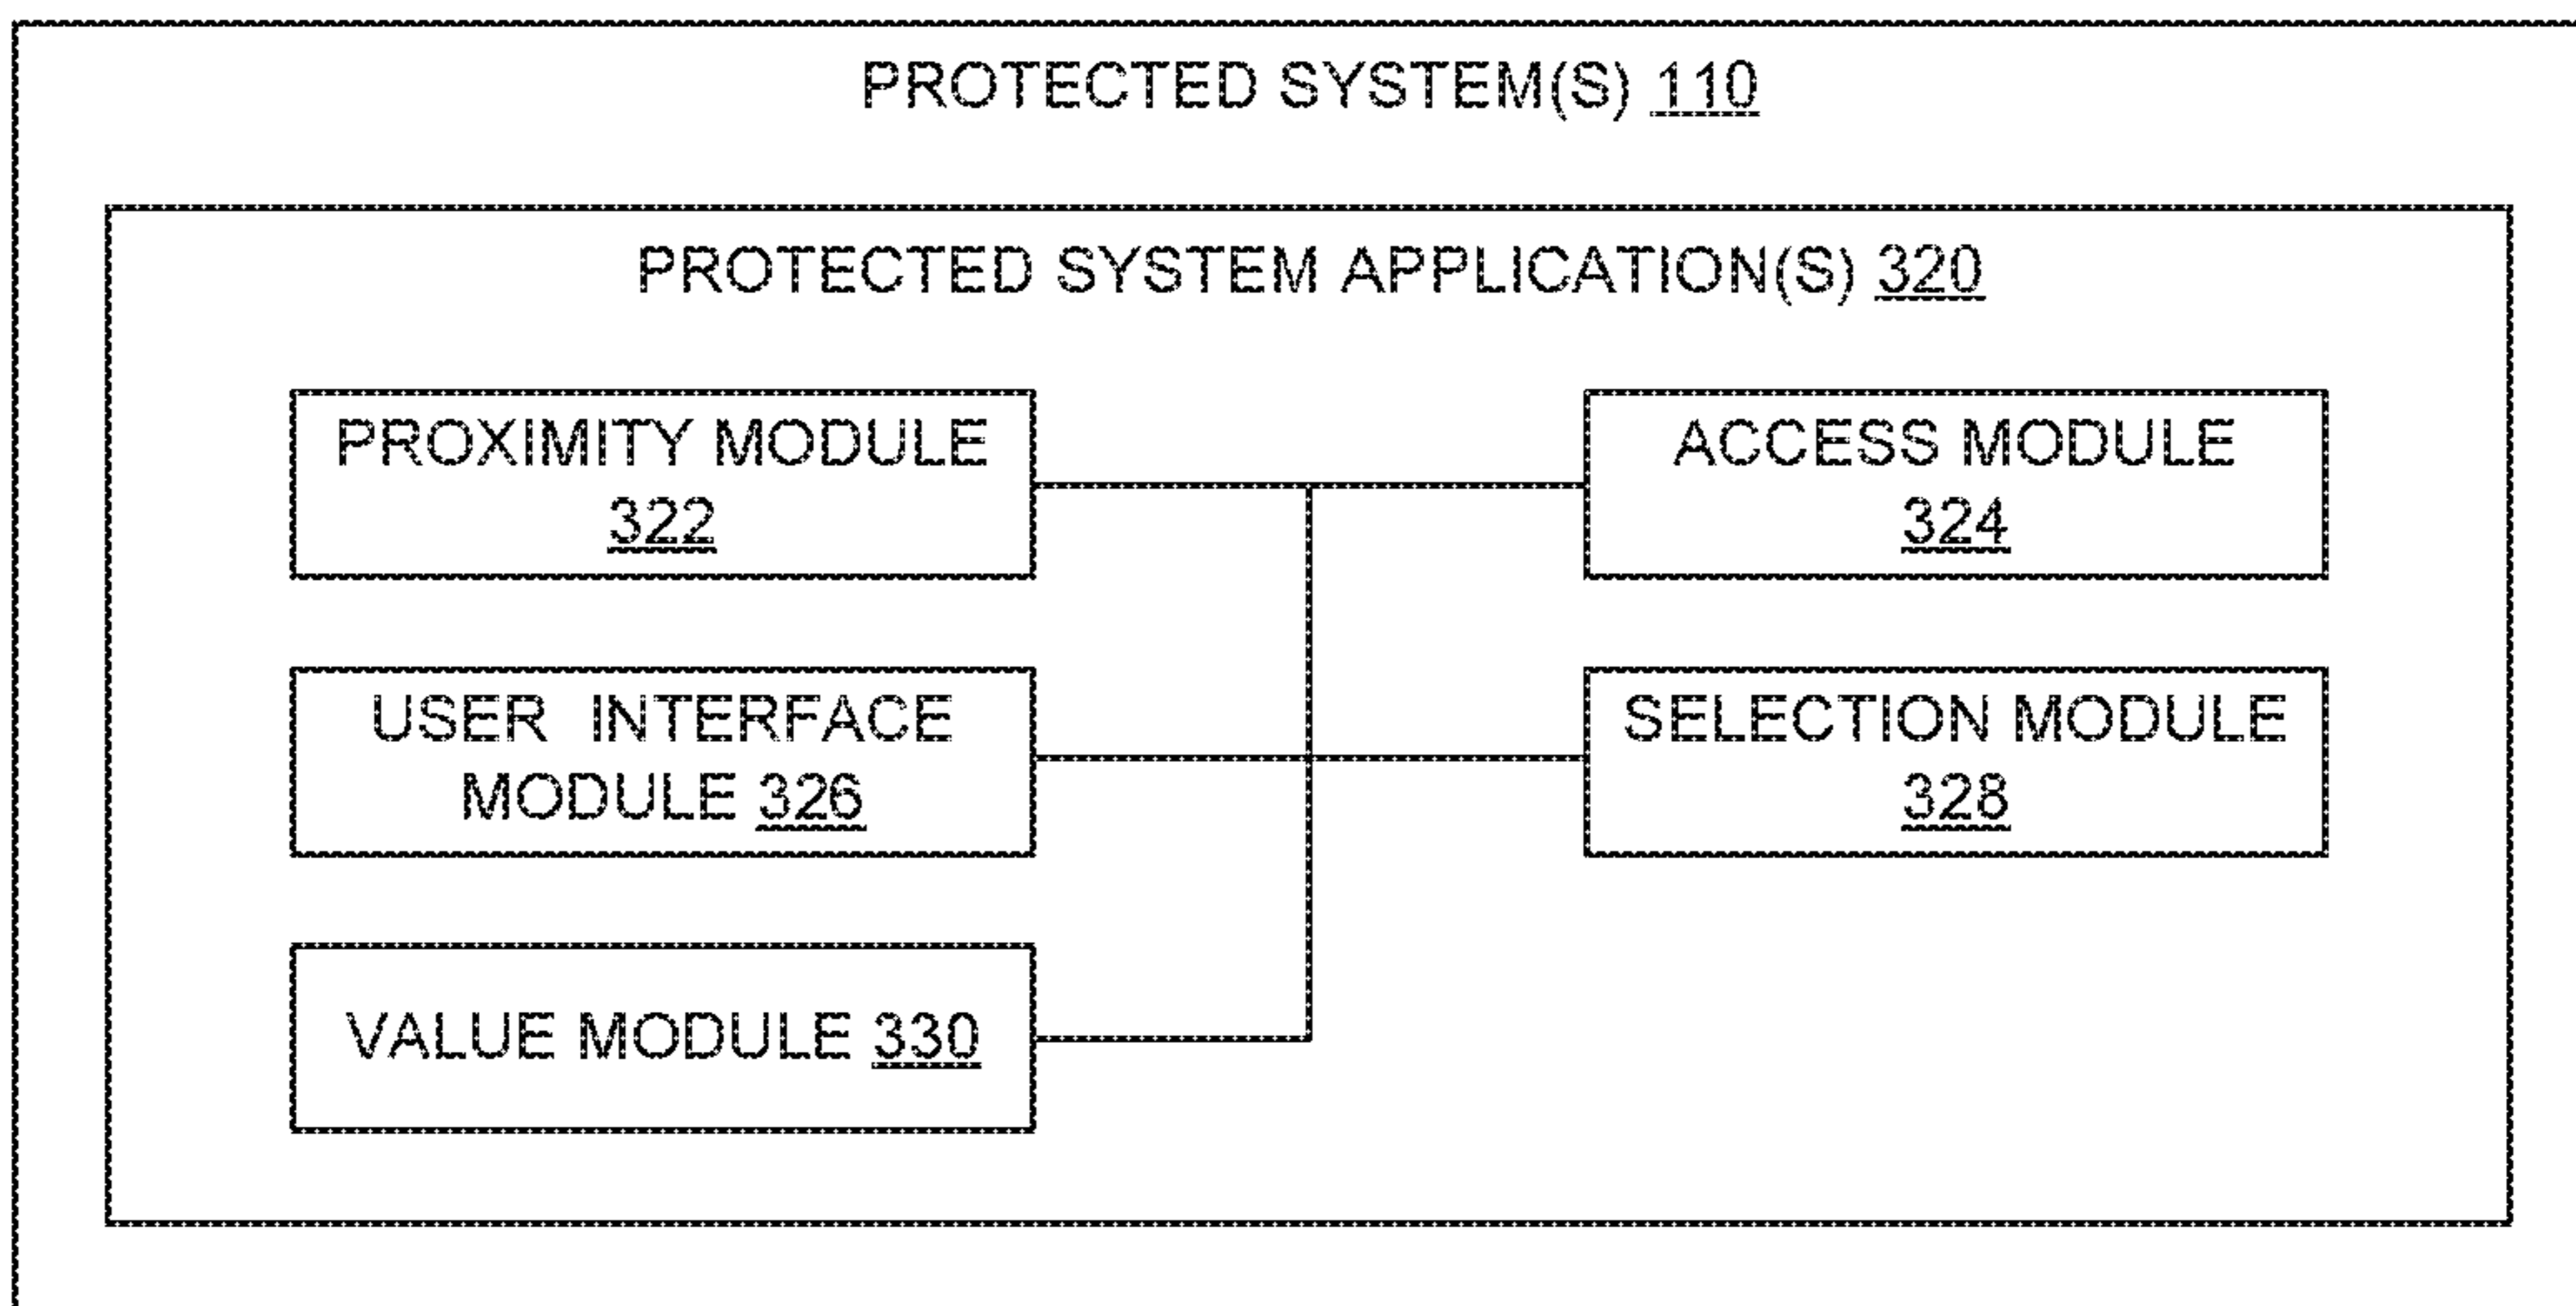 PROTECTED SYSTEM(S) 110
PROTECTED SYSTEM APPLICATION(S) 320
PROXIMITY MODULE
322
ACCESS MODULE
324
USER INTERFACE
MODULE 326
SELECTION MODULE
328
VALUE MODULE 330